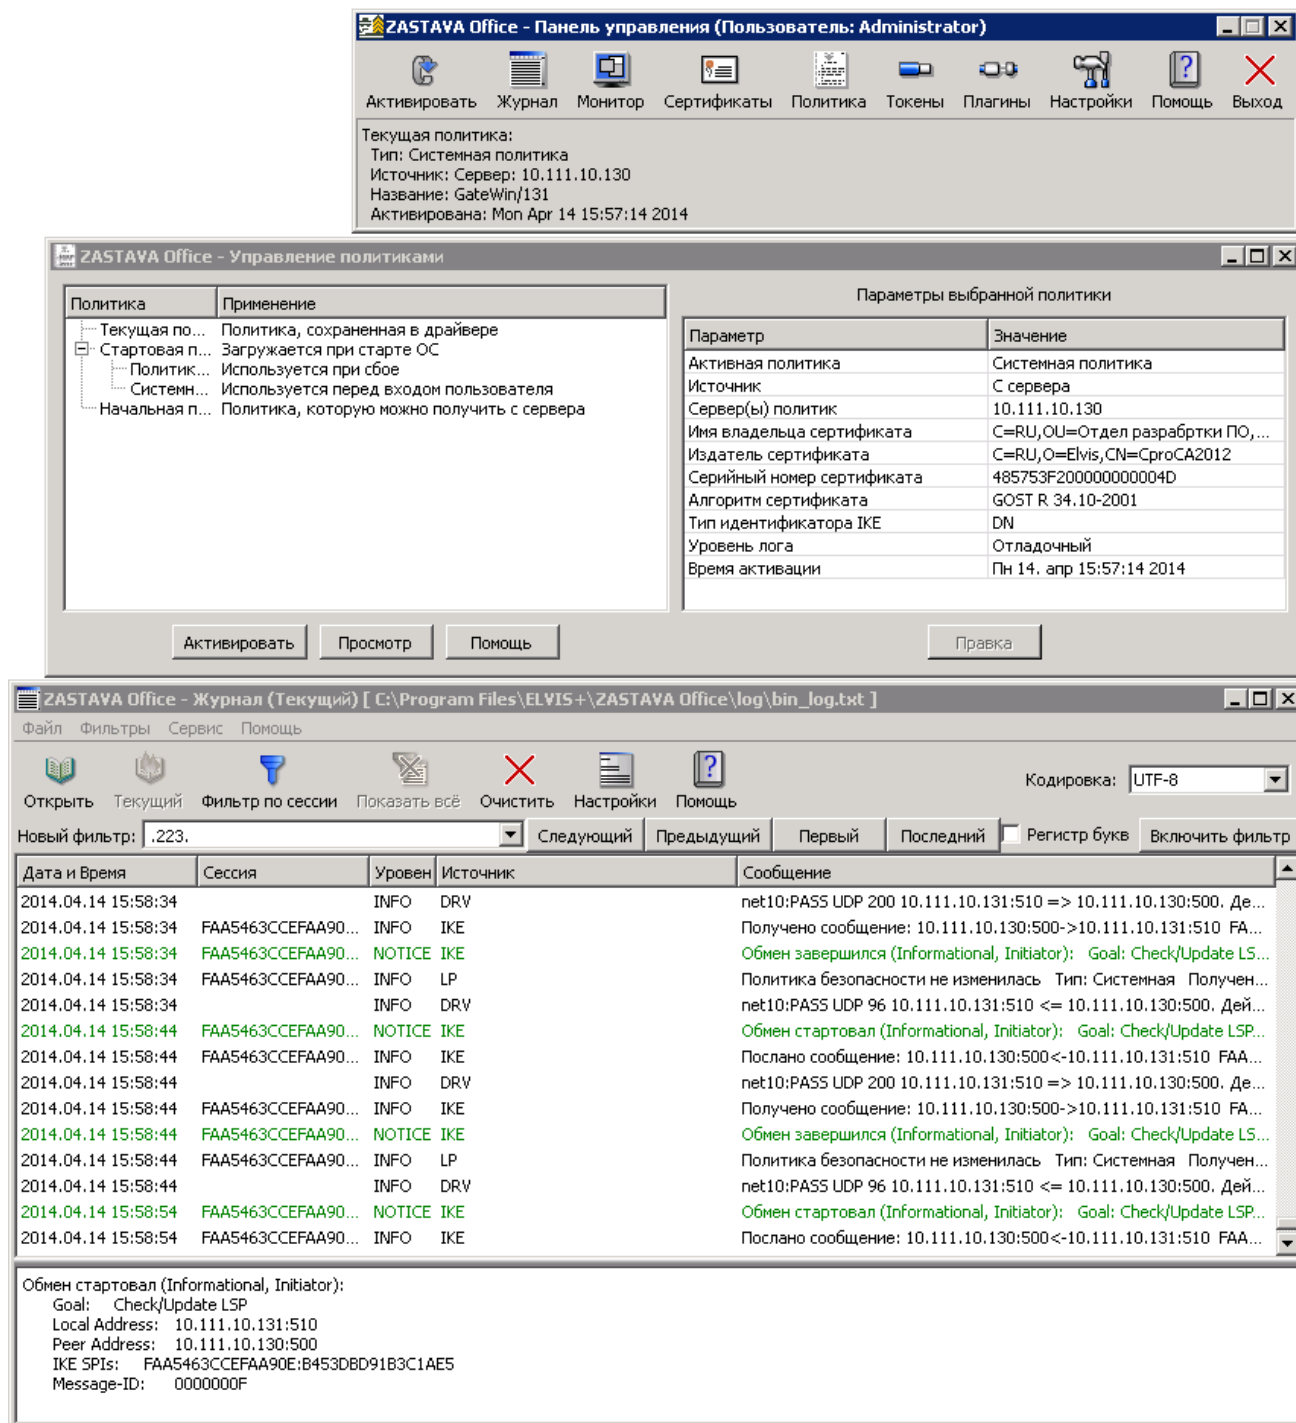 ZASTAVA Office - Панель управления (Пользователь: Administrator)
Активировать Журнал Монитор Сертификаты Политика Токены Плагины Настройки Помощь Выход
Текущая политика:
Тип: Системная политика
Источник: Сервер: 10.111.10.130
Название: GateWin/131
Активирована: Mon Apr 14 15:57:14 2014
ZASTAVA Office - Управление политиками
Политика Применение
Текущая по... Политика, сохраненная в драйвере
Стартовая п... Загружается при старте ОС
Политик... Используется при сбое
Системн... Используется перед входом пользователя
Начальная п... Политика, которую можно получить с сервера
Активировать Просмотр Помощь
Параметры выбранной политики
Параметр Значение
Активная политика Системная политика
Источник С сервера
Сервер(ы) политик 10.111.10.130
Имя владельца сертификата C=RU,OU=Отдел разрабртки ПО,...
Издатель сертификата C=RU,O=Elvis,CN=CproCA2012
Серийный номер сертификата 485753F200000000004D
Алгоритм сертификата GOST R 34.10-2001
Тип идентификатора IKE DN
Уровень лога Отладочный
Время активации Пн 14. апр 15:57:14 2014
Правка
ZASTAVA Office - Журнал (Текущий) [ C:\Program Files\ELVIS+\ZASTAVA Office\log\bin_log.txt ]
Файл Фильтры Сервис Помощь
Открыть Текущий Фильтр по сессии Показать всё Очистить Настройки Помощь
Кодировка: UTF-8
Новый фильтр: .223. Следующий Предыдущий Первый Последний Регистр букв Включить фильтр
Дата и Время Сессия Уровен Источник Сообщение
2014.04.14 15:58:34 INFO DRV net10:PASS UDP 200 10.111.10.131:510 => 10.111.10.130:500. Де...
2014.04.14 15:58:34 FAA5463CCEFAA90... INFO IKE Получено сообщение: 10.111.10.130:500->10.111.10.131:510 FA...
2014.04.14 15:58:34 FAA5463CCEFAA90... NOTICE IKE Обмен завершился (Informational, Initiator): Goal: Check/Update LS...
2014.04.14 15:58:34 FAA5463CCEFAA90... INFO LP Политика безопасности не изменилась Тип: Системная Получен...
2014.04.14 15:58:34 INFO DRV net10:PASS UDP 96 10.111.10.131:510 <= 10.111.10.130:500. Дей...
2014.04.14 15:58:44 FAA5463CCEFAA90... NOTICE IKE Обмен стартовал (Informational, Initiator): Goal: Check/Update LSP...
2014.04.14 15:58:44 FAA5463CCEFAA90... INFO IKE Послано сообщение: 10.111.10.130:500<-10.111.10.131:510 FAA...
2014.04.14 15:58:44 INFO DRV net10:PASS UDP 200 10.111.10.131:510 => 10.111.10.130:500. Де...
2014.04.14 15:58:44 FAA5463CCEFAA90... INFO IKE Получено сообщение: 10.111.10.130:500->10.111.10.131:510 FA...
2014.04.14 15:58:44 FAA5463CCEFAA90... NOTICE IKE Обмен завершился (Informational, Initiator): Goal: Check/Update LS...
2014.04.14 15:58:44 FAA5463CCEFAA90... INFO LP Политика безопасности не изменилась Тип: Системная Получен...
2014.04.14 15:58:44 INFO DRV net10:PASS UDP 96 10.111.10.131:510 <= 10.111.10.130:500. Дей...
2014.04.14 15:58:54 FAA5463CCEFAA90... NOTICE IKE Обмен стартовал (Informational, Initiator): Goal: Check/Update LSP...
2014.04.14 15:58:54 FAA5463CCEFAA90... INFO IKE Послано сообщение: 10.111.10.130:500<-10.111.10.131:510 FAA...
Обмен стартовал (Informational, Initiator):
Goal: Check/Update LSP
Local Address: 10.111.10.131:510
Peer Address: 10.111.10.130:500
IKE SPIs: FAA5463CCEFAA90E:B453DBD91B3C1AE5
Message-ID: 0000000F